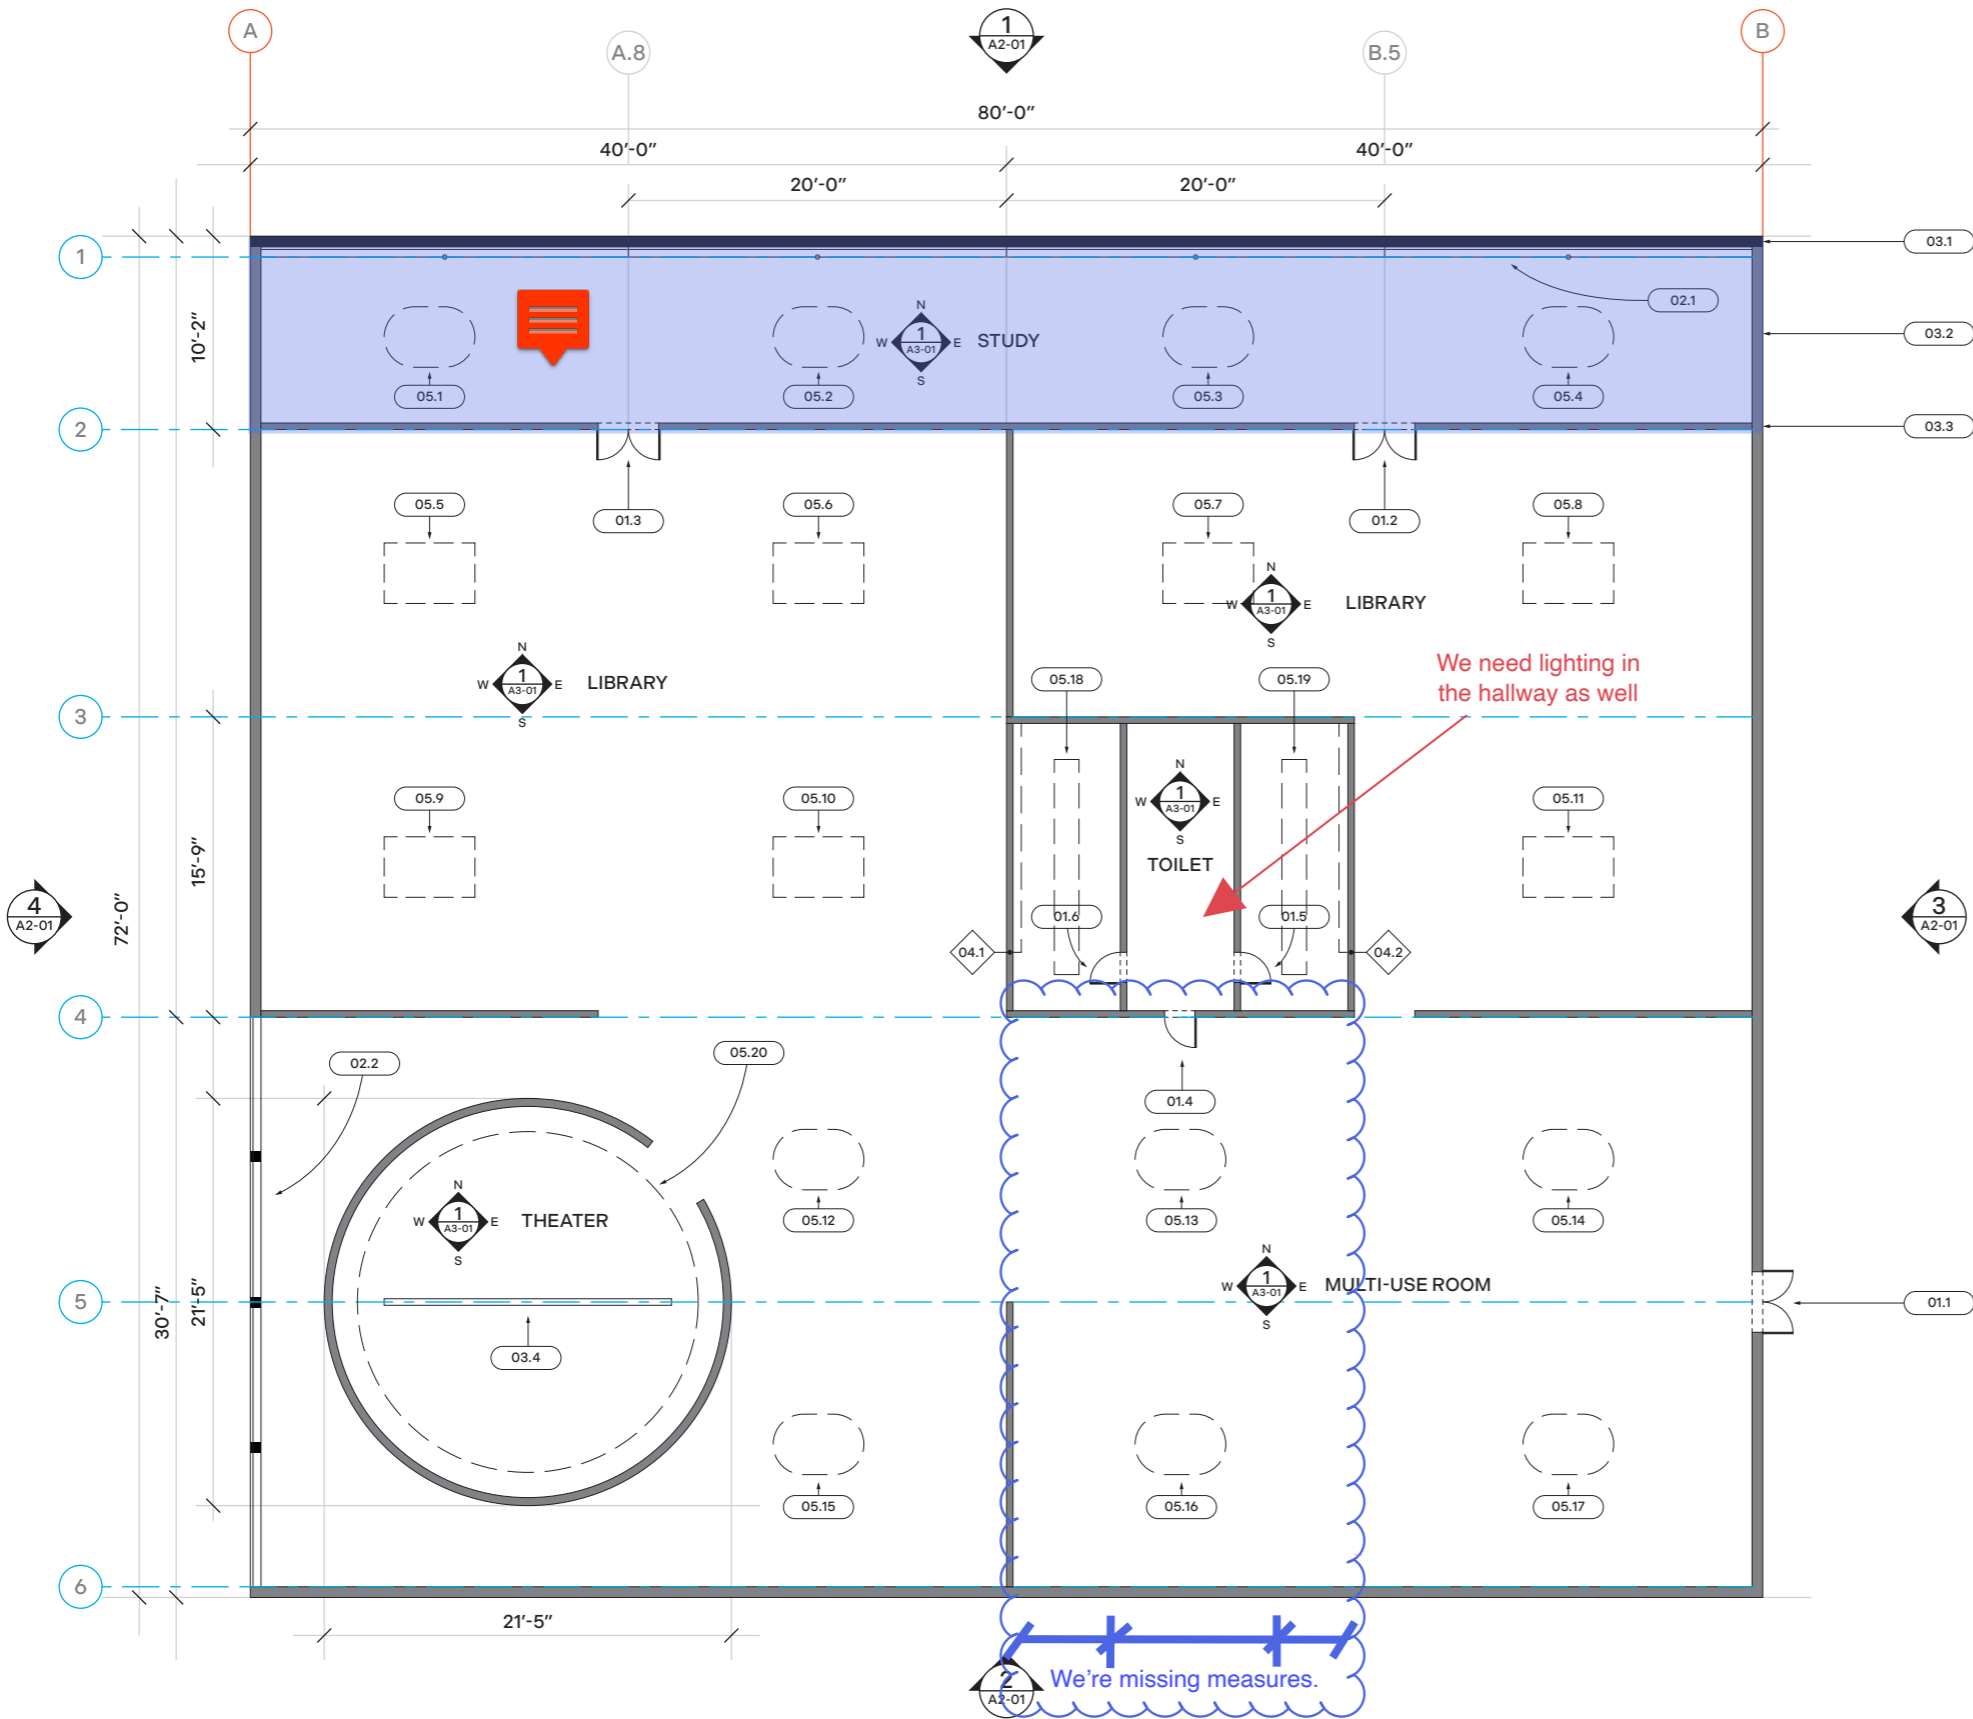 A
A.8
1
A2-01
B.5
B
80'-0"
40'-0"
40'-0"
20'-0"
20'-0"
1
03.1
02.1
03.2
10'-2"
N
W
1
A3-01
E
S
STUDY
05.1
05.2
05.3
05.4
2
03.3
05.5
05.6
05.7
05.8
01.3
01.2
N
W
1
A3-01
E
S
LIBRARY
N
W
1
A3-01
E
S
LIBRARY
We need lighting in
the hallway as well
05.18
05.19
3
N
W
1
A3-01
E
S
TOILET
05.9
05.10
05.11
15'-9"
72'-0"
4
A2-01
3
A2-01
01.6
01.5
04.1
04.2
4
02.2
05.20
01.4
N
W
1
A3-01
E
S
THEATER
05.12
05.13
05.14
N
W
1
A3-01
E
S
MULTI-USE ROOM
5
30'-7"
21'-5"
01.1
03.4
05.15
05.16
05.17
6
21'-5"
2
A2-01
We’re missing measures.